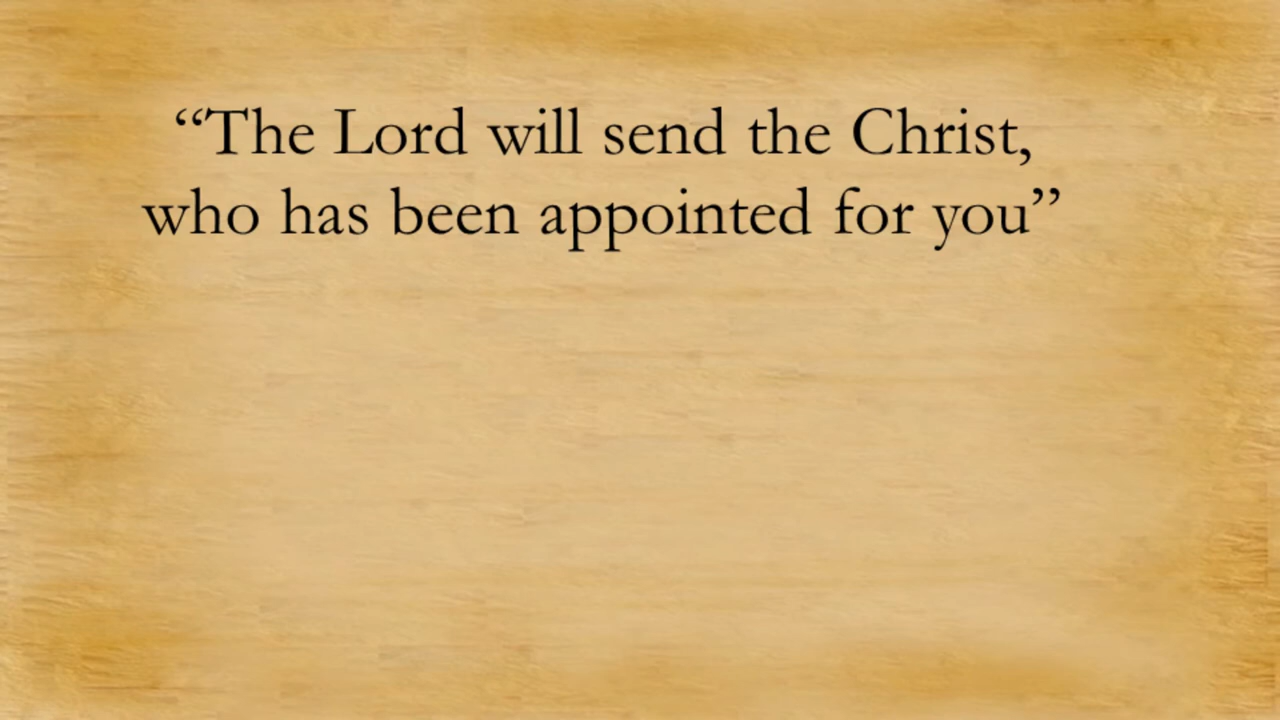 “The Lord will send the Christ,
who has been appointed for you”